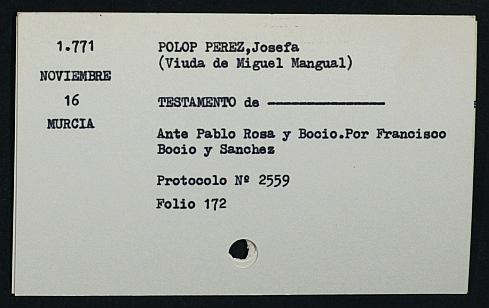 1.771
NOVIEMBRE
16
MURCIA
POLOP PEREZ,Josefa
(Viuda de Miguel Mangual)
TESTAMENTO de ----------------
Ante Pablo Rosa y Bocio.Por Francisco
Bocio y Sanchez
Protocolo Nº 2559
Folio 172